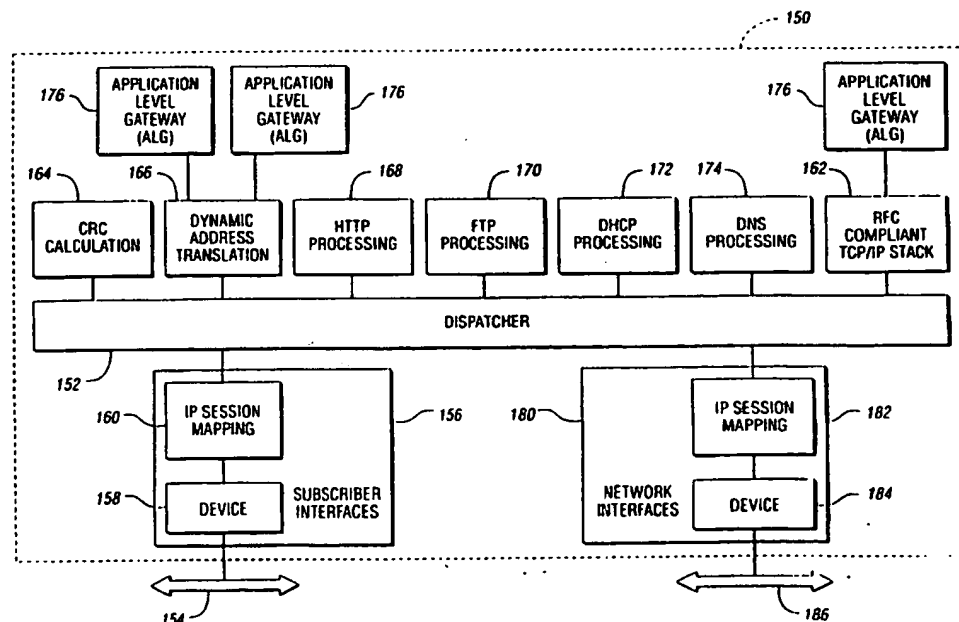 150
176
APPLICATION
LEVEL
GATEWAY
(ALG)
APPLICATION
LEVEL
GATEWAY
(ALG)
176
176
APPLICATION
LEVEL
GATEWAY
(ALG)
164
166
168
170
172
174
162
CRC
CALCULATION
DYNAMIC
ADDRESS
TRANSLATION
HTTP
PROCESSING
FTP
PROCESSING
DHCP
PROCESSING
DNS
PROCESSING
RFC
COMPLIANT
TCP/IP STACK
DISPATCHER
152
160
IP SESSION
MAPPING
156
180
IP SESSION
MAPPING
182
158
DEVICE
SUBSCRIBER
INTERFACES
NETWORK
INTERFACES
DEVICE
184
154
186